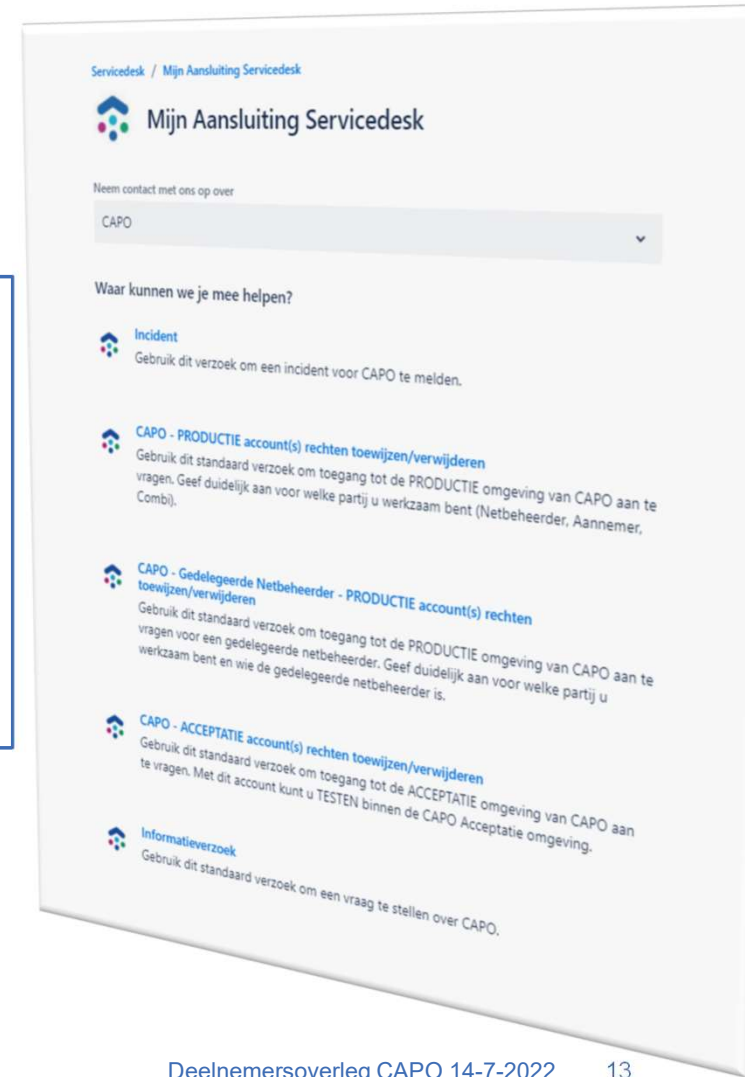 Servicedesk / Mijn Aansluiting Servicedesk
Mijn Aansluiting Servicedesk
Neem contact met ons op over
CAPO
Waar kunnen we je mee helpen?
Incident
Gebruik dit verzoek om een incident voor CAPO te melden.
CAPO - PRODUCTIE account(s) rechten toewijzen/verwijderen
Gebruik dit standaard verzoek om toegang tot de PRODUCTIE omgeving van CAPO aan te
vragen. Geef duidelijk aan voor welke partij u werkzaam bent (Netbeheerder, Aannemer,
Combi).
CAPO - Gedelegeerde Netbeheerder - PRODUCTIE account(s) rechten
toewijzen/verwijderen
Gebruik dit standaard verzoek om toegang tot de PRODUCTIE omgeving van CAPO aan te
vragen voor een gedelegeerde netbeheerder. Geef duidelijk aan voor welke partij u
werkzaam bent en wie de gedelegeerde netbeheerder is.
CAPO - ACCEPTATIE account(s) rechten toewijzen/verwijderen
Gebruik dit standaard verzoek om toegang tot de ACCEPTATIE omgeving van CAPO aan
te vragen. Met dit account kunt u TESTEN binnen de CAPO Acceptatie omgeving.
Informatieverzoek
Gebruik dit standaard verzoek om een vraag te stellen over CAPO.
Deelnemersoverleg CAPO 14-7-2022 13